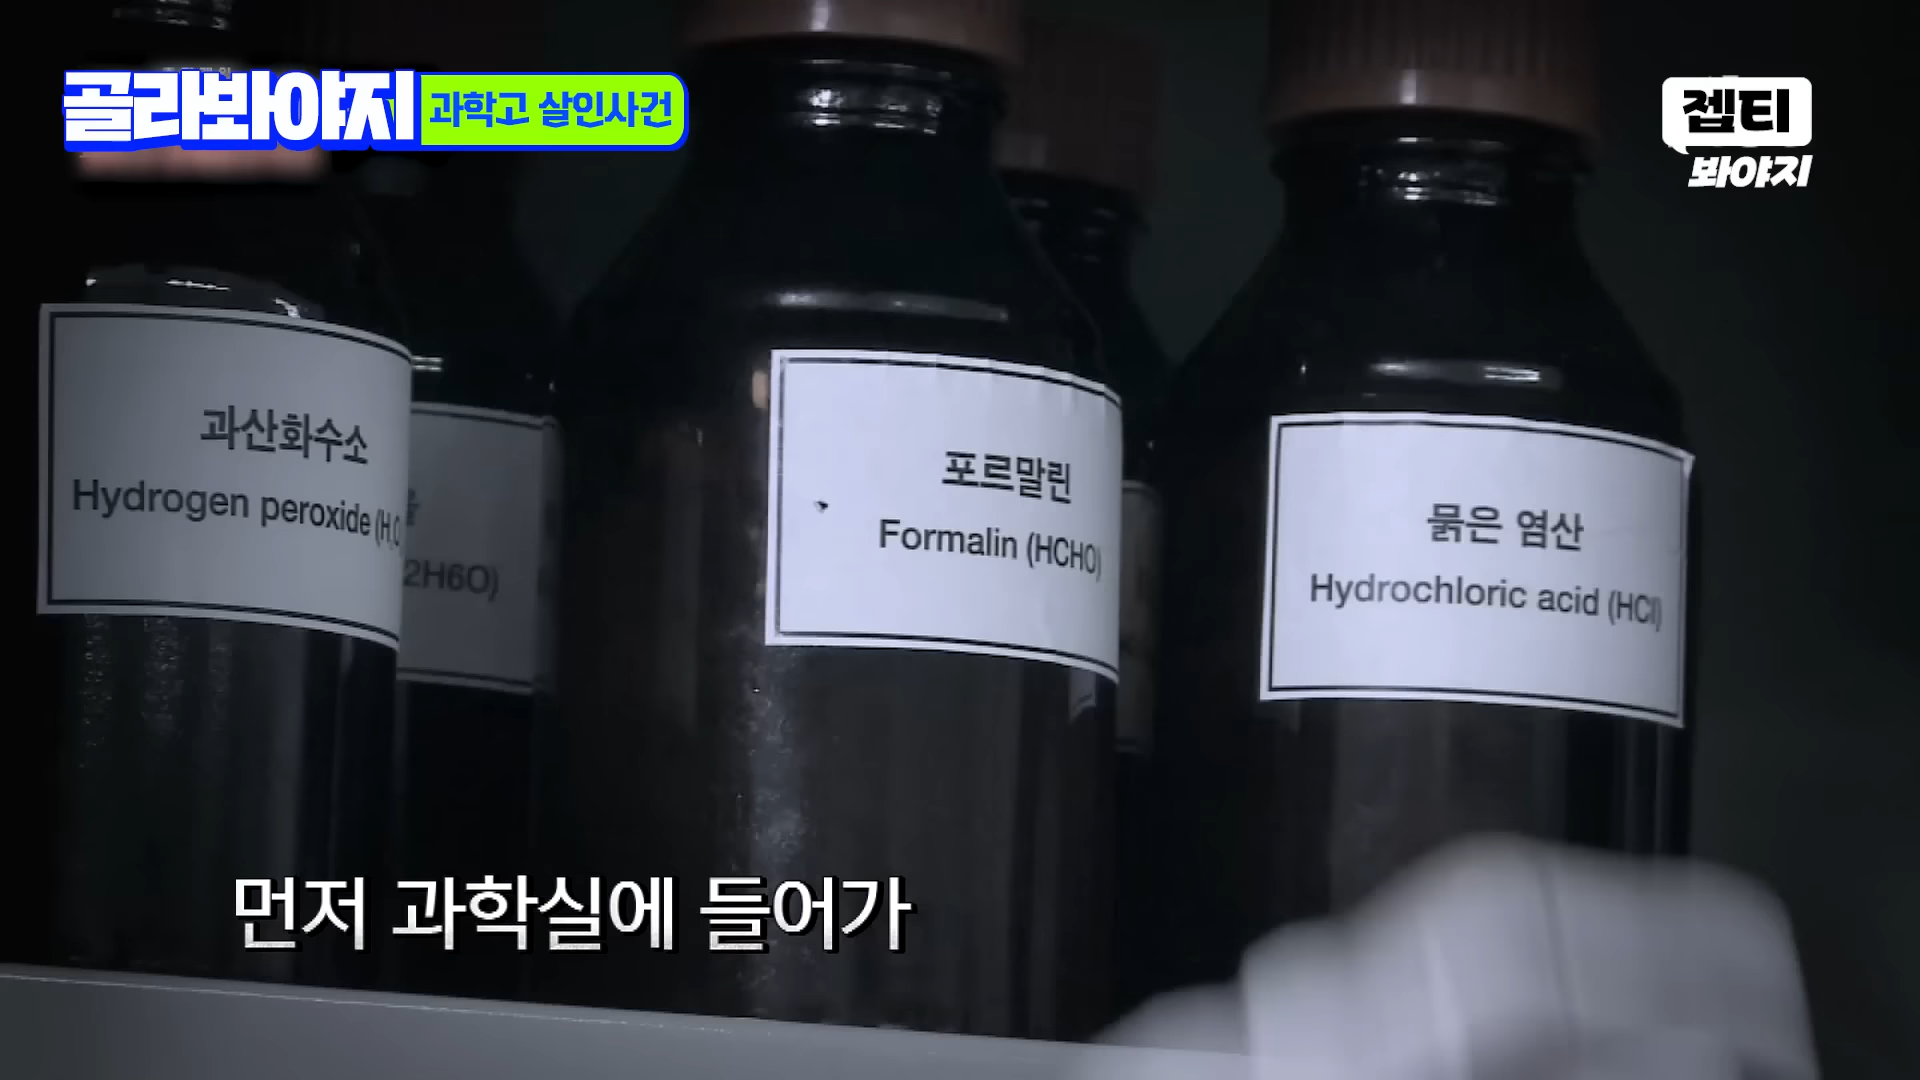 골라봐야지 과학고 살인사건
젭티
봐야지
과산화수소
Hydrogen peroxide (H
2H6O)
포르말린
Formalin (HCHO)
묽은 염산
Hydrochloric acid (HCl)
먼저 과학실에 들어가